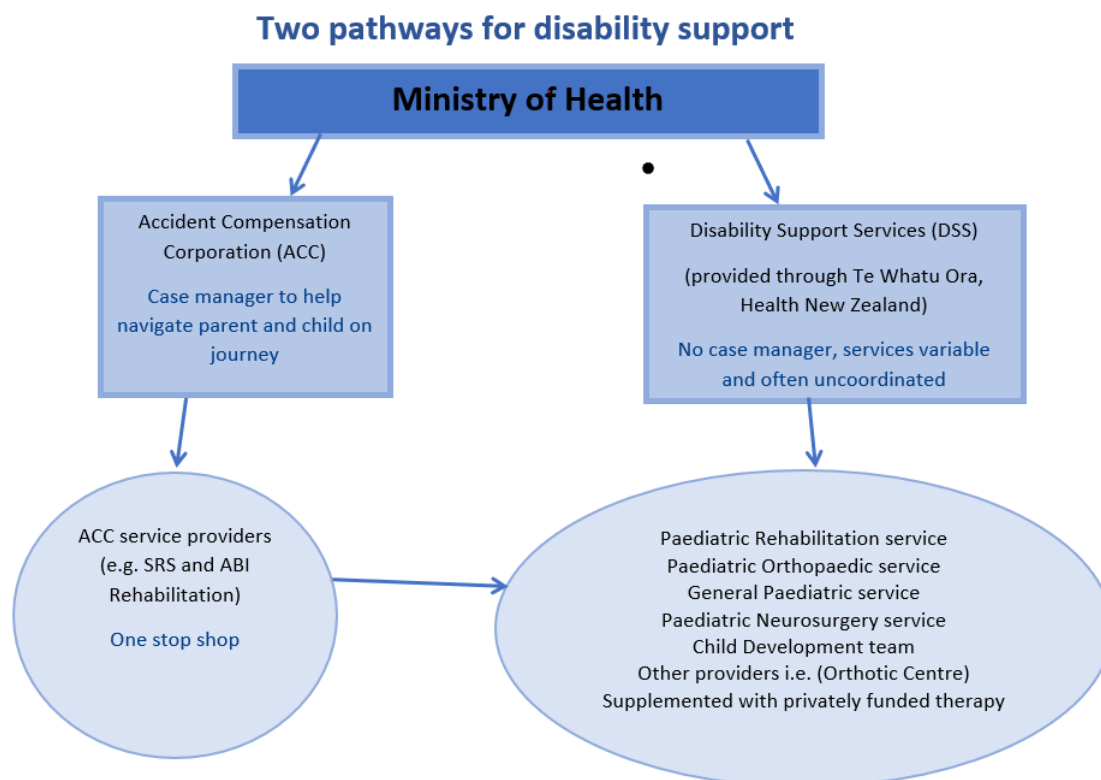 Two pathways for disability support
Ministry of Health
Accident Compensation
Corporation (ACC)
Case manager to help
navigate parent and child on
journey
Disability Support Services (DSS)
(provided through Te Whatu Ora,
Health New Zealand)
No case manager, services variable
and often uncoordinated
ACC service providers
(e.g. SRS and ABI
Rehabilitation)
One stop shop
Paediatric Rehabilitation service
Paediatric Orthopaedic service
General Paediatric service
Paediatric Neurosurgery service
Child Development team
Other providers i.e. (Orthotic Centre)
Supplemented with privately funded therapy